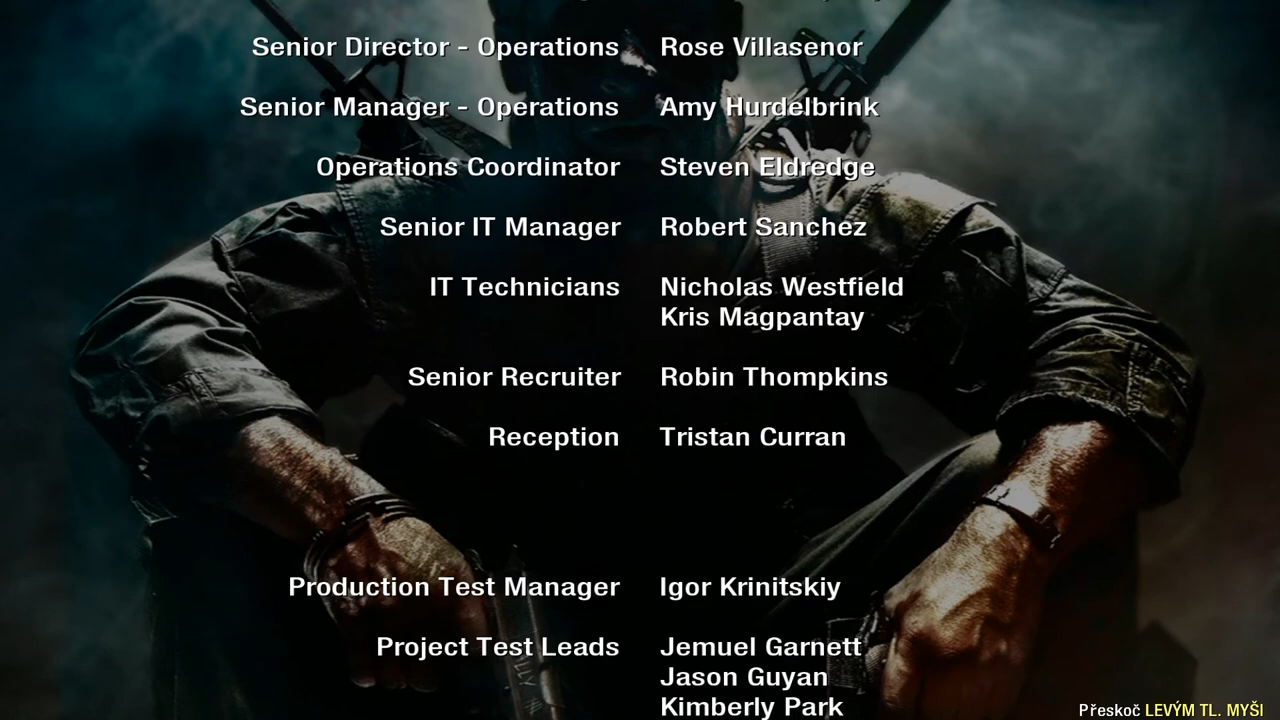 Senior Director - Operations Rose Villasenor
Senior Manager - Operations Amy Hurdelbrink
Operations Coordinator Steven Eldredge
Senior IT Manager Robert Sanchez
IT Technicians Nicholas Westfield
Kris Magpantay
Senior Recruiter Robin Thompkins
Reception Tristan Curran
Production Test Manager Igor Krinitskiy
Project Test Leads Jemuel Garnett
Jason Guyan
Kimberly Park
Přeskoč LEVÝM TL. MYŠI